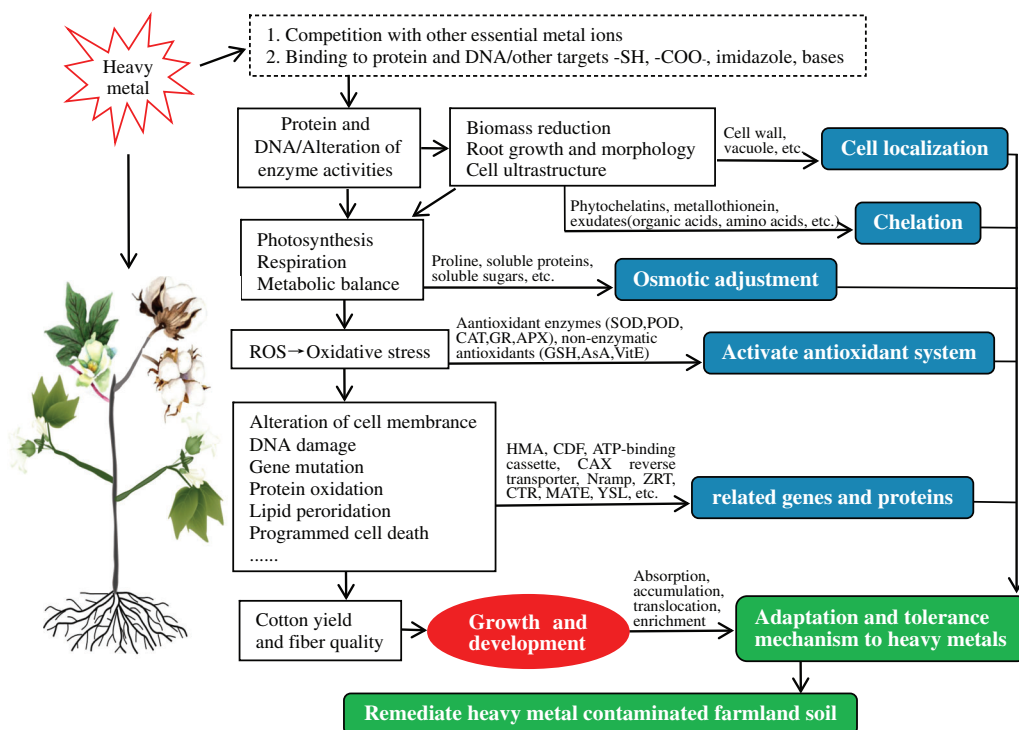 Heavy
metal
1. Competition with other essential metal ions
2. Binding to protein and DNA/other targets -SH, -COO-, imidazole, bases
Protein and
DNA/Alteration of
enzyme activities
Biomass reduction
Root growth and morphology
Cell ultrastructure
Cell wall,
vacuole, etc
Cell localization
Phytochelatins, metallothionein,
exudates(organic acids, amino acids, etc.)
Chelation
Photosynthesis
Respiration
Metabolic balance
Proline, soluble proteins,
soluble sugars, etc.
Osmotic adjustment
ROS→Oxidative stress
Aantioxidant enzymes (SOD,POD,
CAT,GR,APX), non-enzymatic
antioxidants (GSH,AsA,VitE)
Activate antioxidant system
Alteration of cell membrance
DNA damage
Gene mutation
Protein oxidation
Lipid peroridation
Programmed cell death
......
HMA, CDF, ATP-binding
cassette, CAX reverse
transporter, Nramp, ZRT,
CTR, MATE, YSL, etc.
related genes and proteins
Cotton yield
and fiber quality
Growth and
development
Absorption,
accumulation,
translocation,
enrichment
Adaptation and tolerance
mechanism to heavy metals
Remediate heavy metal contaminated farmland soil